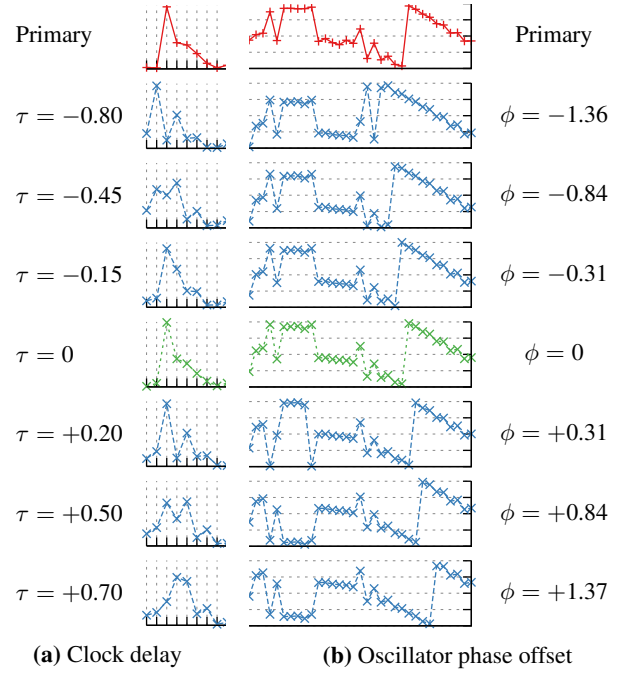 Primary Primary
τ = −0.80 ϕ = −1.36
τ = −0.45 ϕ = −0.84
τ = −0.15 ϕ = −0.31
τ = 0 ϕ = 0
τ = +0.20 ϕ = +0.31
τ = +0.50 ϕ = +0.84
τ = +0.70 ϕ = +1.37
(a) Clock delay (b) Oscillator phase offset